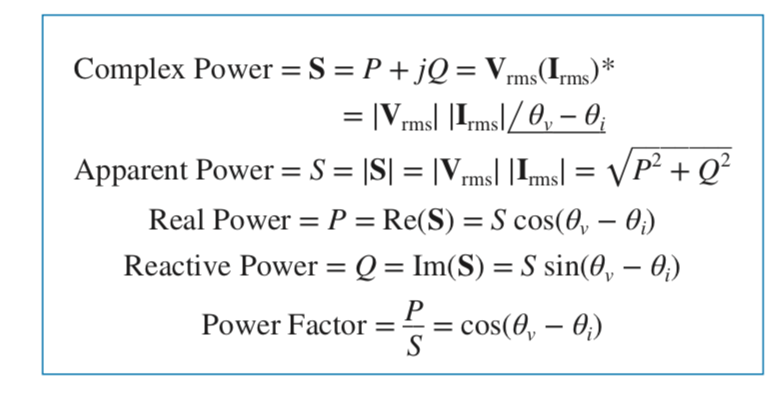 Complex Power = S = P + jQ = V_rms(I_rms)*
= |V_rms| |I_rms|∠θ_v − θ_i
Apparent Power = S = |S| = |V_rms| |I_rms| = √(P² + Q²)
Real Power = P = Re(S) = S cos(θ_v − θ_i)
Reactive Power = Q = Im(S) = S sin(θ_v − θ_i)
Power Factor = P/S = cos(θ_v − θ_i)